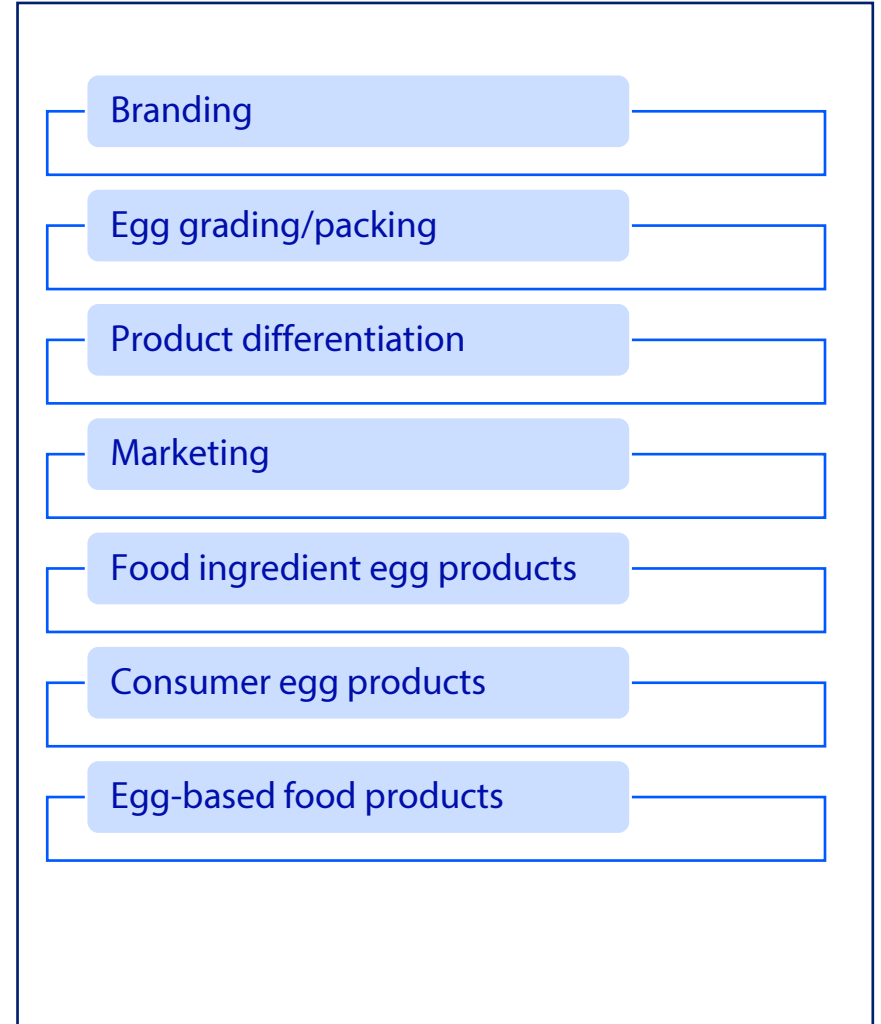 Branding
Egg grading/packing
Product differentiation
Marketing
Food ingredient egg products
Consumer egg products
Egg-based food products